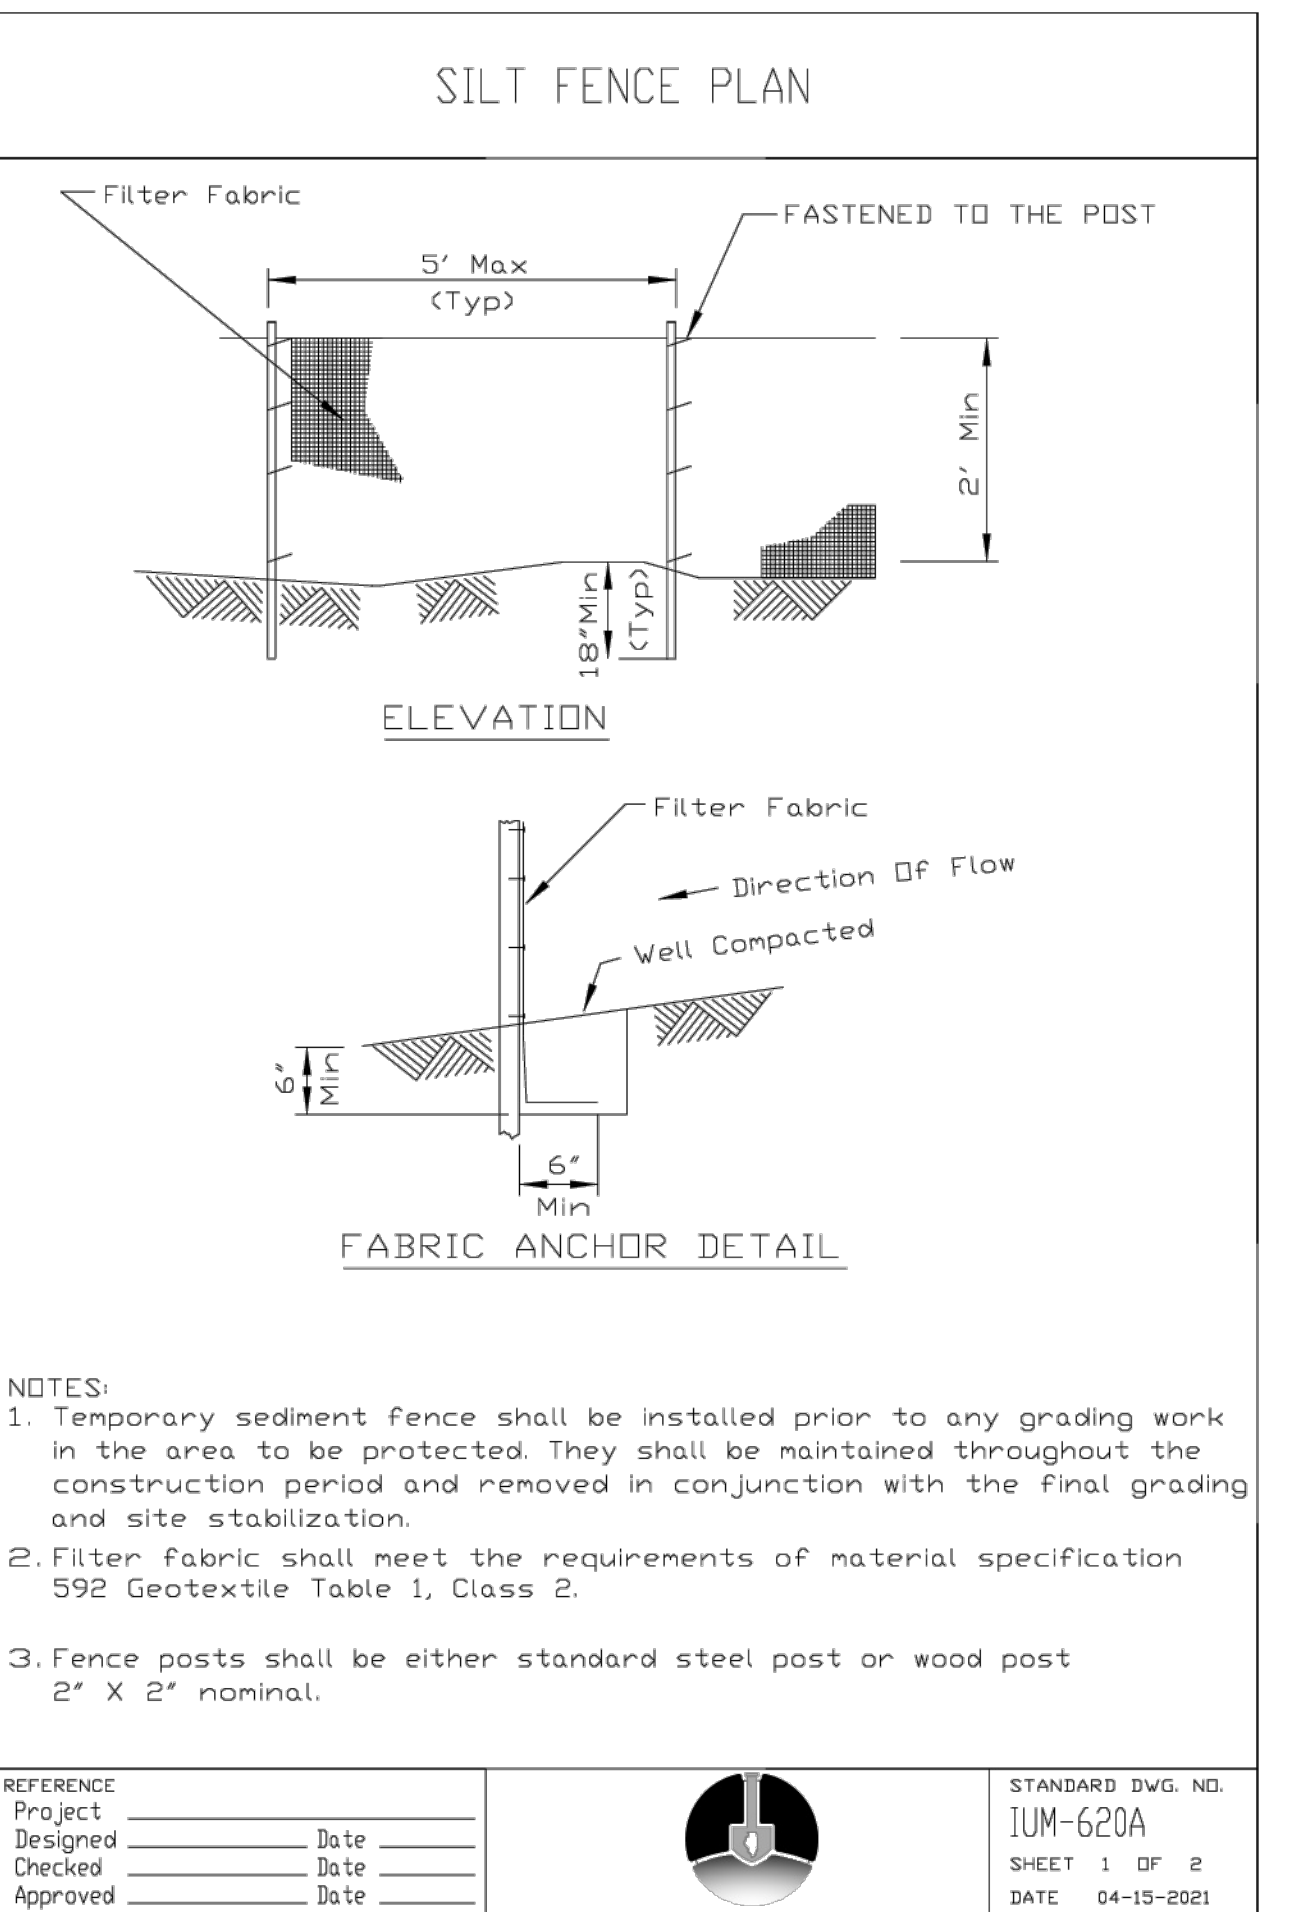 SILT FENCE PLAN
Filter Fabric
FASTENED TO THE POST
5' Max
(Typ)
2' Min
18"Min
(Typ)
ELEVATION
Filter Fabric
Direction Of Flow
Well Compacted
6"
Min
6"
Min
FABRIC ANCHOR DETAIL
NOTES:
1. Temporary sediment fence shall be installed prior to any grading work
in the area to be protected. They shall be maintained throughout the
construction period and removed in conjunction with the final grading
and site stabilization.
2. Filter fabric shall meet the requirements of material specification
592 Geotextile Table 1, Class 2.
3. Fence posts shall be either standard steel post or wood post
2" X 2" nominal.
REFERENCE
Project
Designed Date
Checked Date
Approved Date
STANDARD DWG. NO.
IUM-620A
SHEET 1 OF 2
DATE 04-15-2021